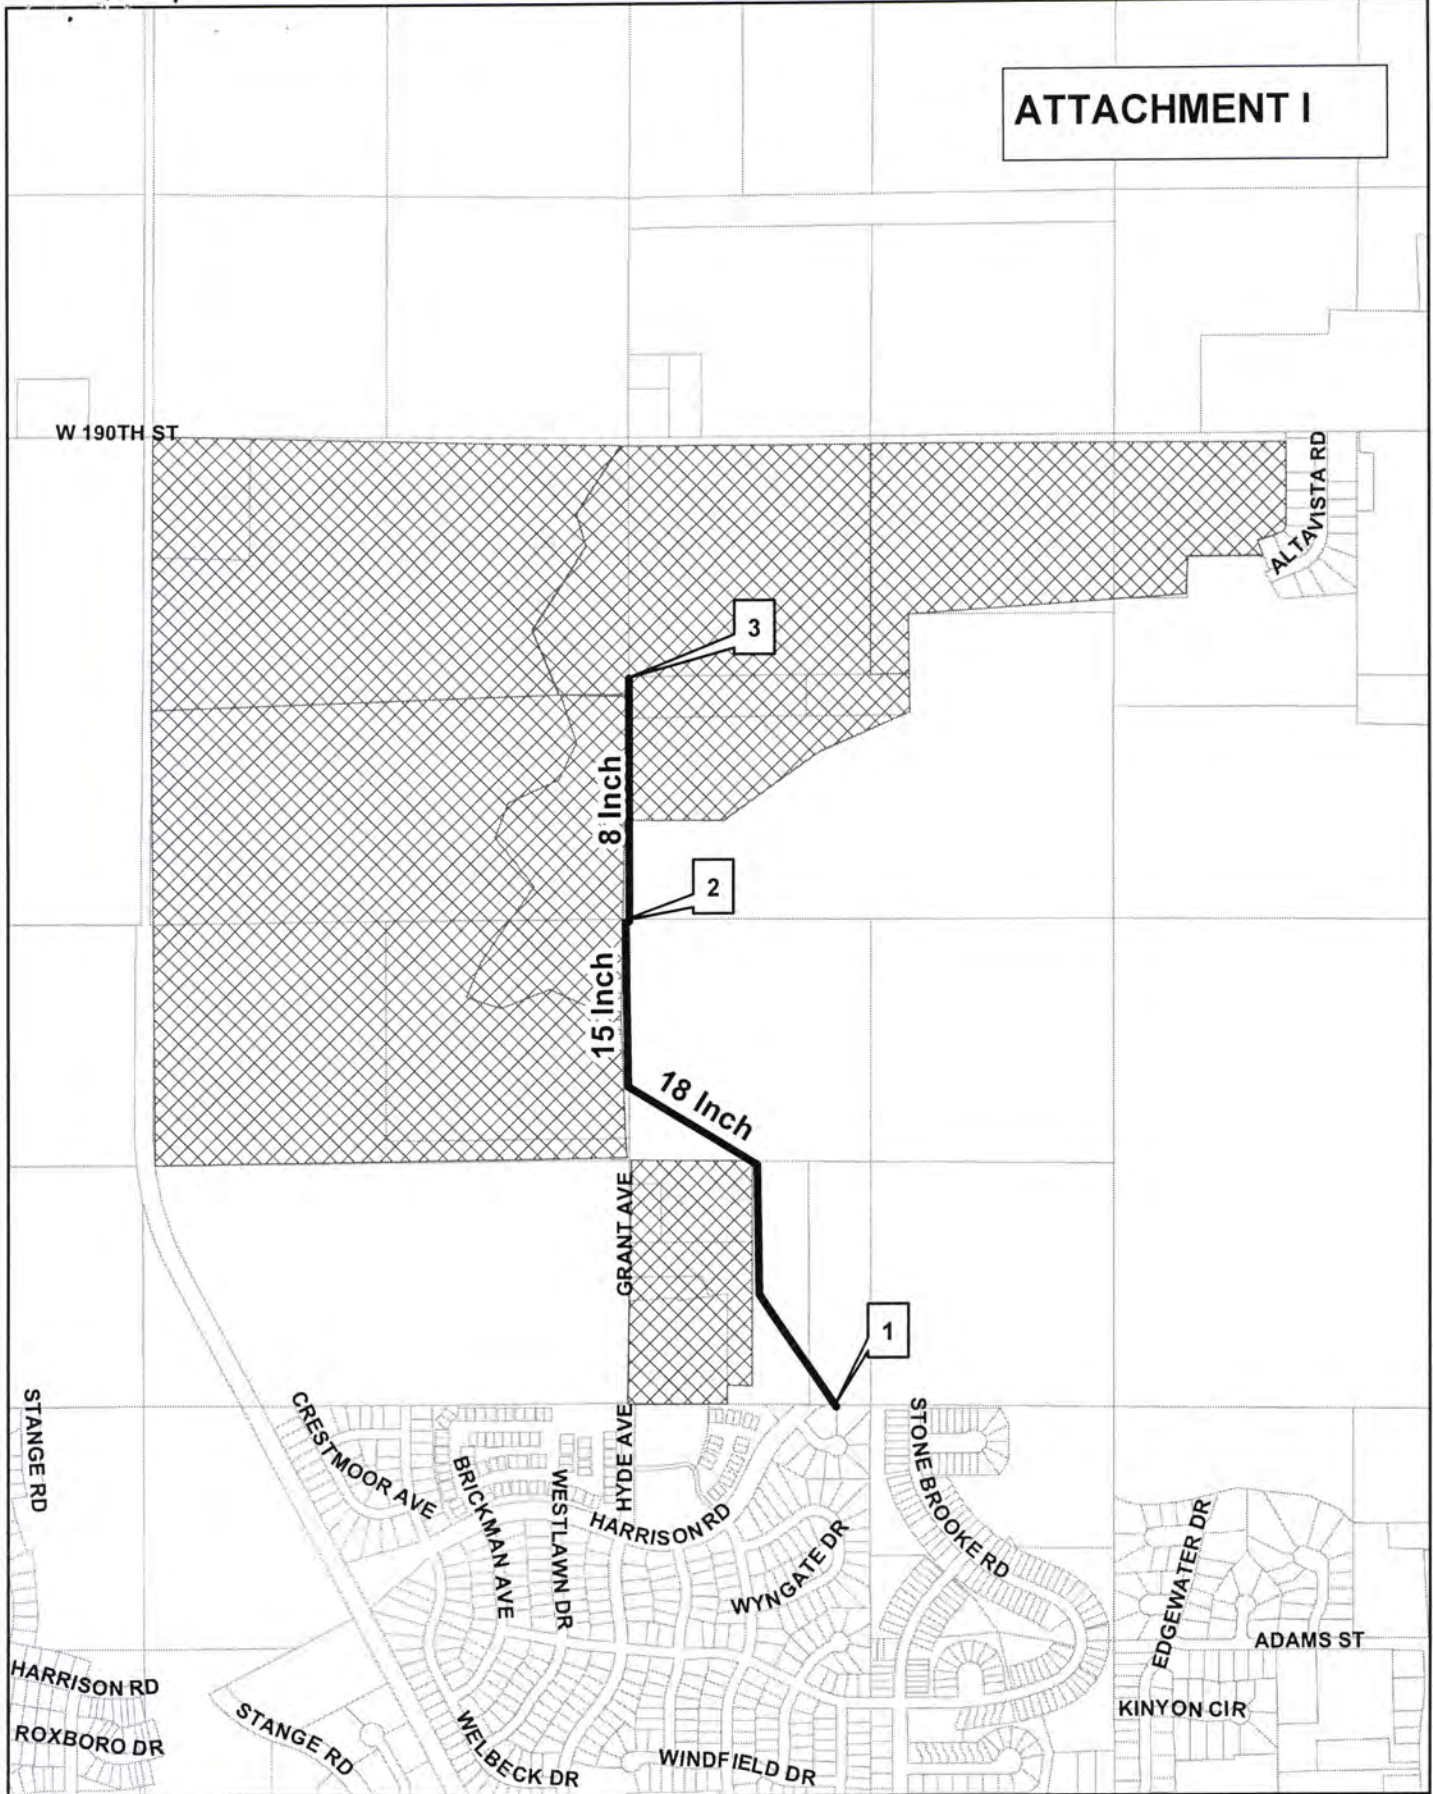 ATTACHMENT I
W 190TH ST
ALTAVISTA RD
3
8 Inch
2
15 Inch
18 Inch
GRANT AVE
1
STANGE RD
CRESTMOOR AVE
BRICKMAN AVE
WESTLAWN DR
HYDE AVE
HARRISON RD
WYNGATE DR
STONE BROOKE RD
EDGEWATER DR
ADAMS ST
HARRISON RD
ROXBORO DR
STANGE RD
WELBECK DR
WINDFIELD DR
KINYON CIR